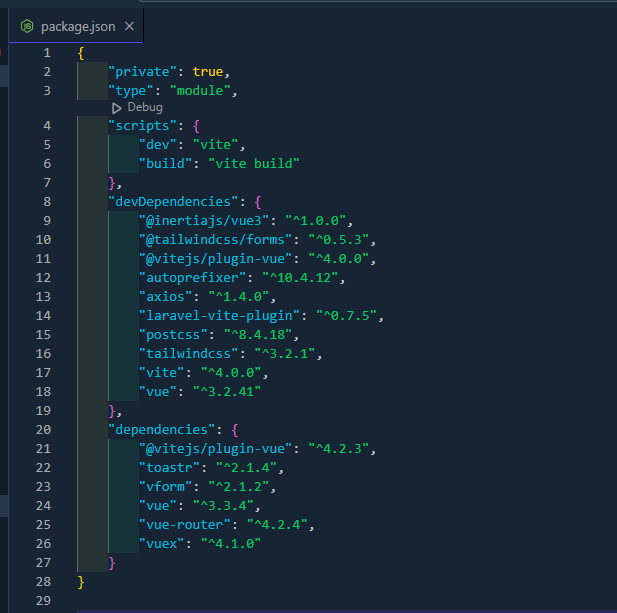 package.json
1 {
2 "private": true,
3 "type": "module",
Debug
4 "scripts": {
5 "dev": "vite",
6 "build": "vite build"
7 },
8 "devDependencies": {
9 "@inertiajs/vue3": "^1.0.0",
10 "@tailwindcss/forms": "^0.5.3",
11 "@vitejs/plugin-vue": "^4.0.0",
12 "autoprefixer": "^10.4.12",
13 "axios": "^1.4.0",
14 "laravel-vite-plugin": "^0.7.5",
15 "postcss": "^8.4.18",
16 "tailwindcss": "^3.2.1",
17 "vite": "^4.0.0",
18 "vue": "^3.2.41"
19 },
20 "dependencies": {
21 "@vitejs/plugin-vue": "^4.2.3",
22 "toastr": "^2.1.4",
23 "vform": "^2.1.2",
24 "vue": "^3.3.4",
25 "vue-router": "^4.2.4",
26 "vuex": "^4.1.0"
27 }
28 }
29